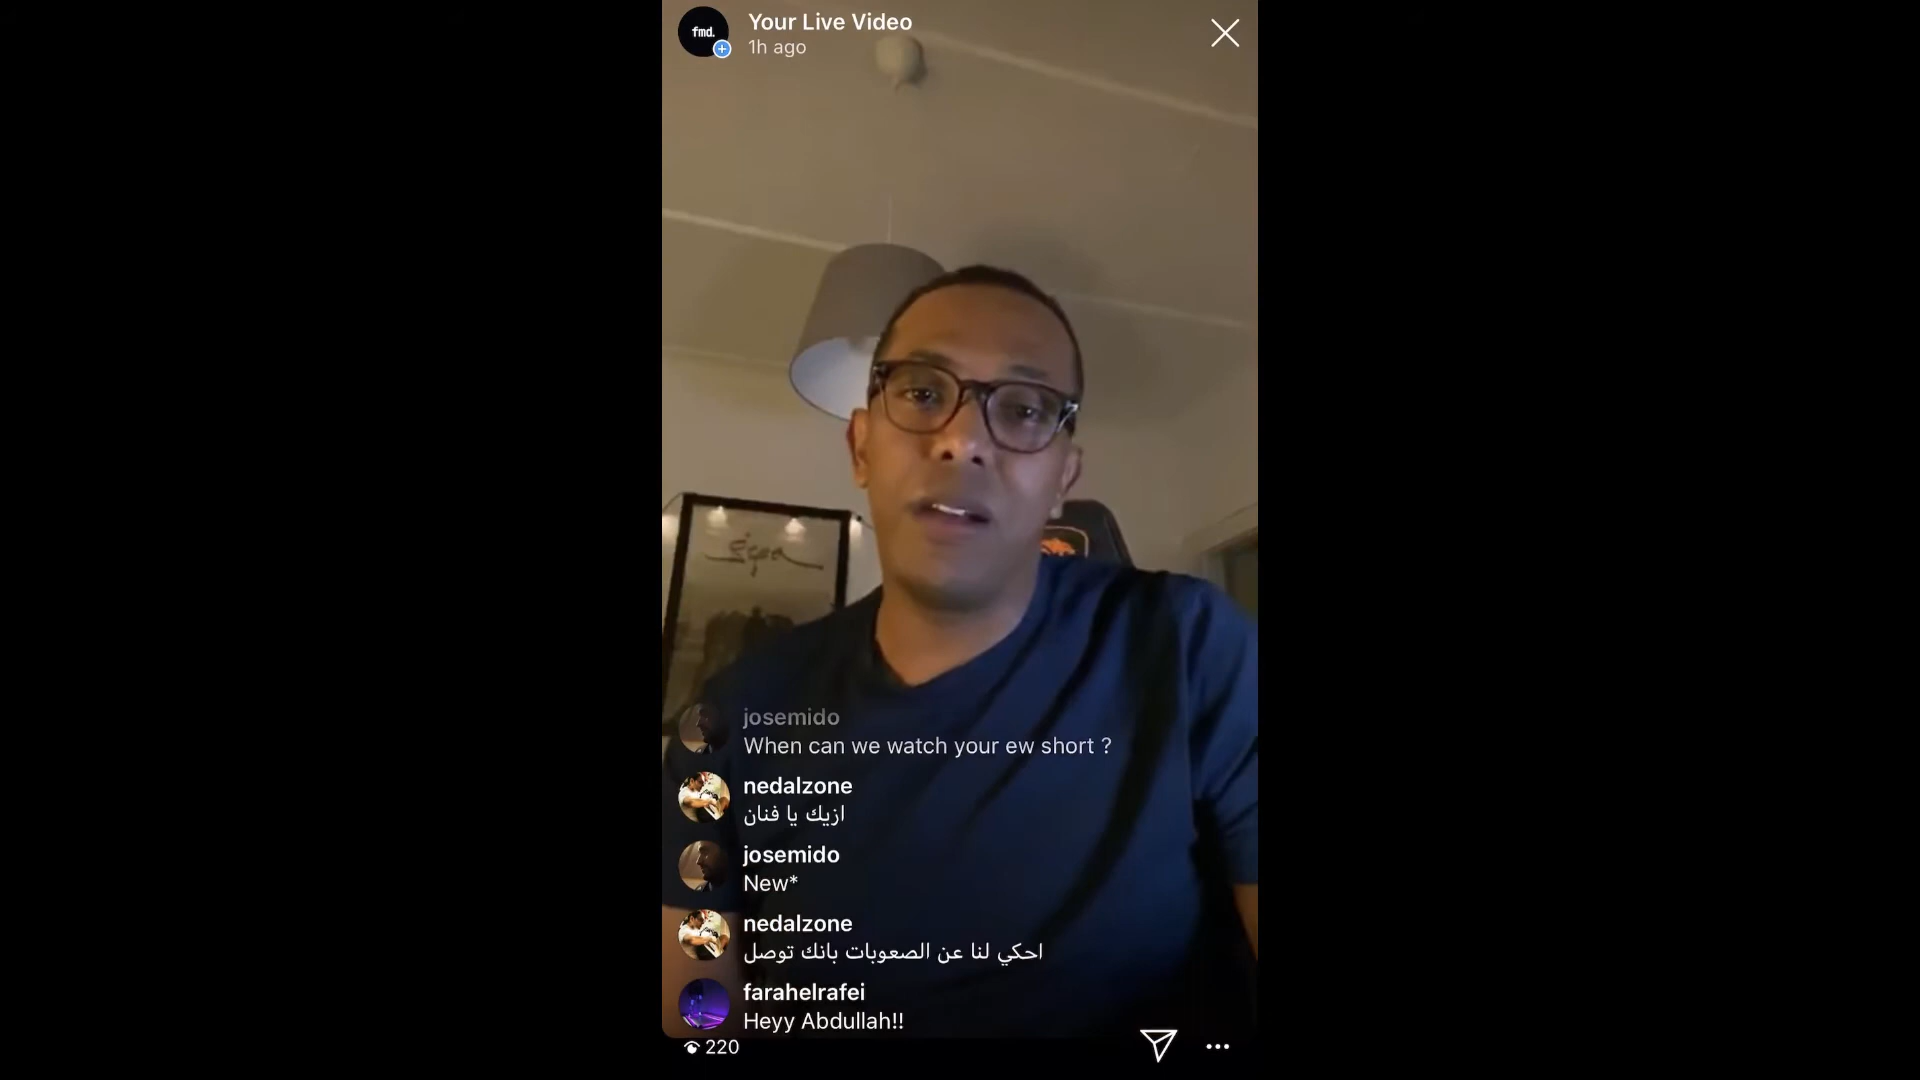 fmd.
Your Live Video
1h ago
josemido
When can we watch your ew short ?
nedalzone
ازيك يا فنان
josemido
New*
nedalzone
احكي لنا عن الصعوبات بانك توصل
farahelrafei
Heyy Abdullah!!
220